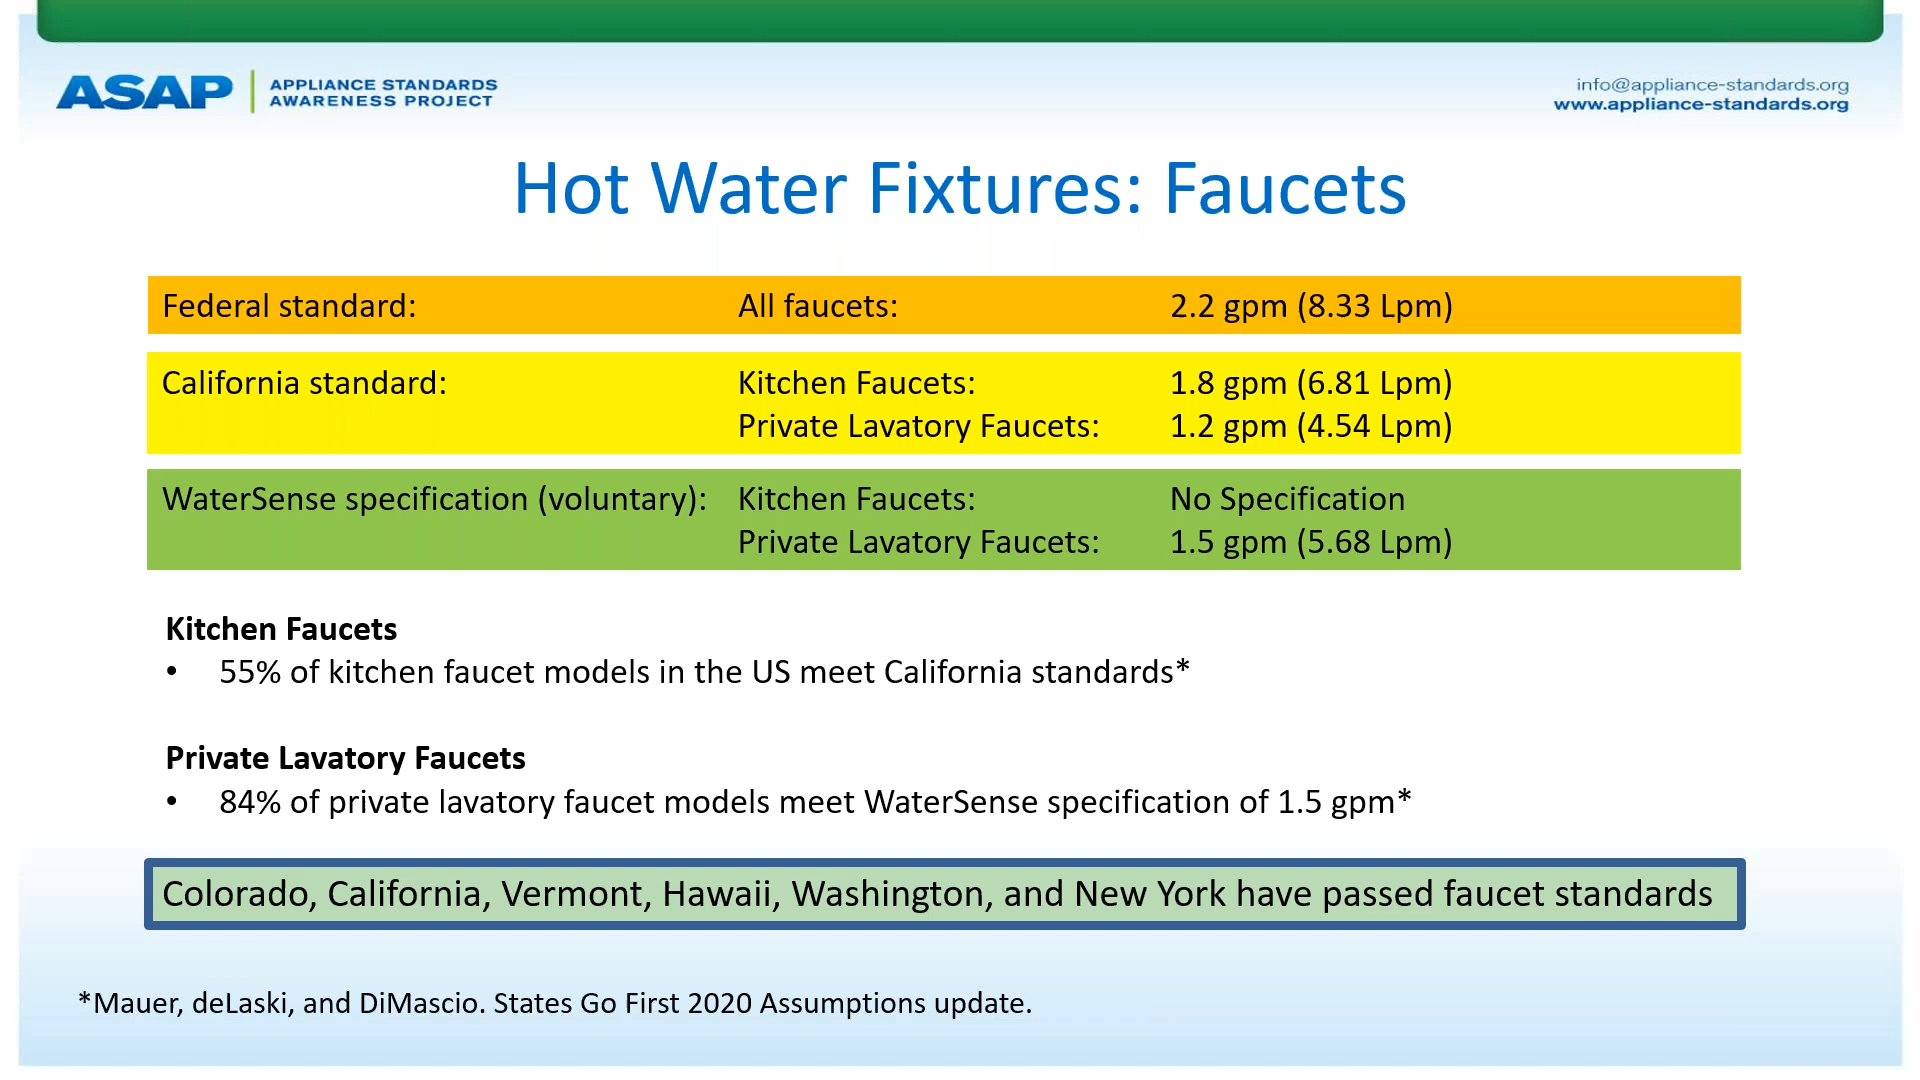 ASAP
APPLIANCE STANDARDS
AWARENESS PROJECT
info@appliance-standards.org
www.appliance-standards.org
Hot Water Fixtures: Faucets
Federal standard: All faucets: 2.2 gpm (8.33 Lpm)
California standard: Kitchen Faucets: 1.8 gpm (6.81 Lpm)
Private Lavatory Faucets: 1.2 gpm (4.54 Lpm)
WaterSense specification (voluntary): Kitchen Faucets: No Specification
Private Lavatory Faucets: 1.5 gpm (5.68 Lpm)
Kitchen Faucets
• 55% of kitchen faucet models in the US meet California standards*
Private Lavatory Faucets
• 84% of private lavatory faucet models meet WaterSense specification of 1.5 gpm*
Colorado, California, Vermont, Hawaii, Washington, and New York have passed faucet standards
*Mauer, deLaski, and DiMascio. States Go First 2020 Assumptions update.